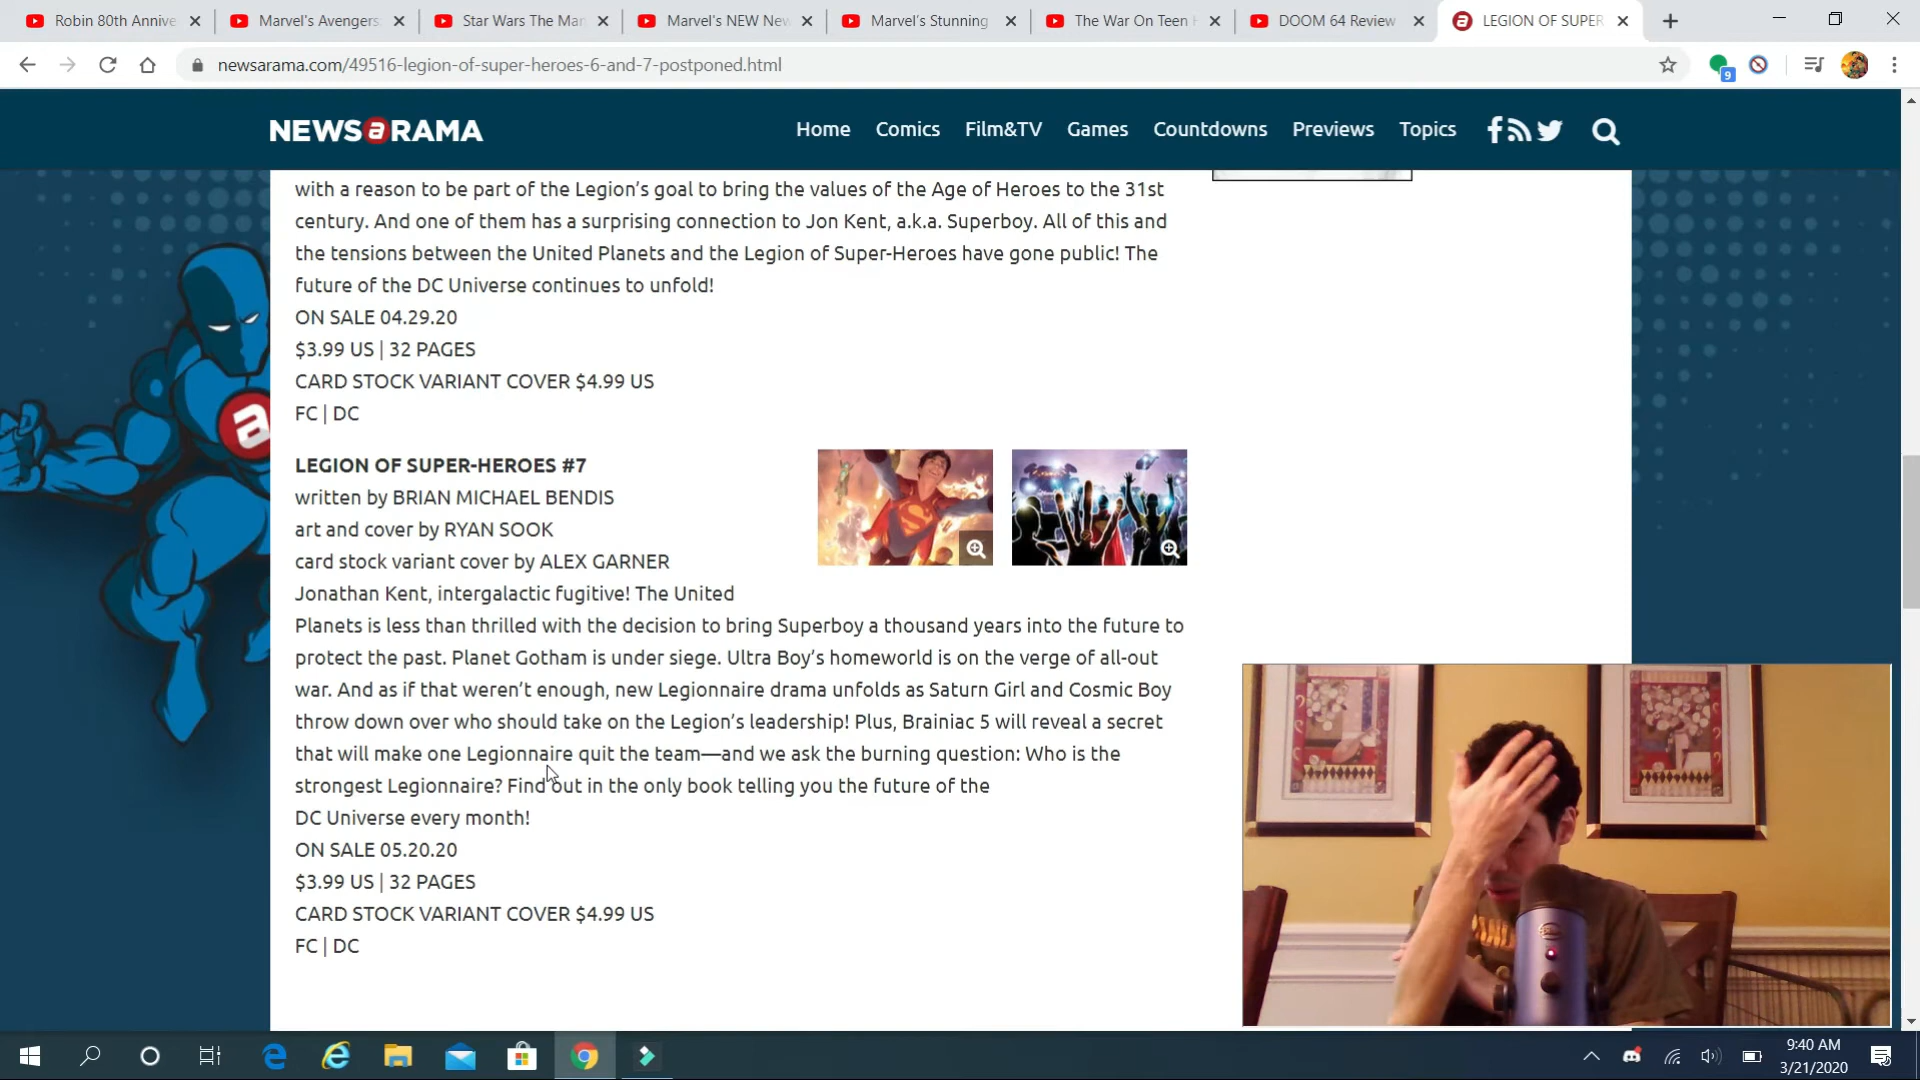 Robin 80th Annive
Marvel's Avengers
Star Wars The Man
Marvel's NEW New
Marvel's Stunning
The War On Teen
DOOM 64 Review
LEGION OF SUPER
newsarama.com/49516-legion-of-super-heroes-6-and-7-postponed.html
9
NEWSaRAMA
Home
Comics
Film&TV
Games
Countdowns
Previews
Topics
with a reason to be part of the Legion's goal to bring the values of the Age of Heroes to the 31st
century. And one of them has a surprising connection to Jon Kent, a.k.a. Superboy. All of this and
the tensions between the United Planets and the Legion of Super-Heroes have gone public! The
future of the DC Universe continues to unfold!
ON SALE 04.29.20
$3.99 US | 32 PAGES
CARD STOCK VARIANT COVER $4.99 US
FC | DC
LEGION OF SUPER-HEROES #7
written by BRIAN MICHAEL BENDIS
art and cover by RYAN SOOK
card stock variant cover by ALEX GARNER
Jonathan Kent, intergalactic fugitive! The United
Planets is less than thrilled with the decision to bring Superboy a thousand years into the future to
protect the past. Planet Gotham is under siege. Ultra Boy's homeworld is on the verge of all-out
war. And as if that weren't enough, new Legionnaire drama unfolds as Saturn Girl and Cosmic Boy
throw down over who should take on the Legion's leadership! Plus, Brainiac 5 will reveal a secret
that will make one Legionnaire quit the team—and we ask the burning question: Who is the
strongest Legionnaire? Find out in the only book telling you the future of the
DC Universe every month!
ON SALE 05.20.20
$3.99 US | 32 PAGES
CARD STOCK VARIANT COVER $4.99 US
FC | DC
9:40 AM
3/21/2020